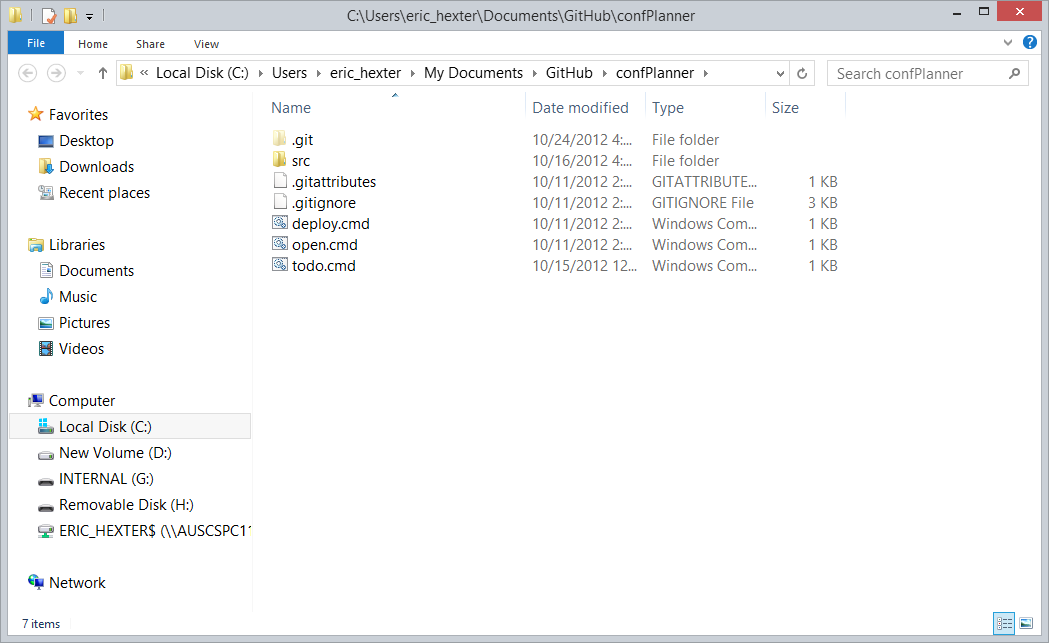 C:\Users\eric_hexter\Documents\GitHub\confPlanner
File Home Share View
« Local Disk (C:) Users eric_hexter My Documents GitHub confPlanner Search confPlanner
Favorites
Desktop
Downloads
Recent places
Libraries
Documents
Music
Pictures
Videos
Computer
Local Disk (C:)
New Volume (D:)
INTERNAL (G:)
Removable Disk (H:)
ERIC_HEXTER$ (\\AUSCSPC11
Network
Name Date modified Type Size
.git 10/24/2012 4:... File folder
src 10/16/2012 4:... File folder
.gitattributes 10/11/2012 2:... GITATTRIBUTE... 1 KB
.gitignore 10/11/2012 2:... GITIGNORE File 3 KB
deploy.cmd 10/11/2012 2:... Windows Com... 1 KB
open.cmd 10/11/2012 2:... Windows Com... 1 KB
todo.cmd 10/15/2012 12... Windows Com... 1 KB
7 items